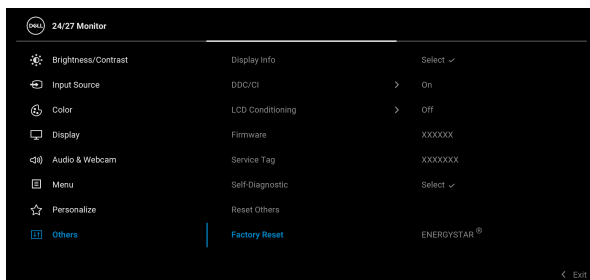 DELL 24/27 Monitor
Brightness/Contrast Display Info Select ✓
Input Source DDC/CI > On
Color LCD Conditioning > Off
Display Firmware XXXXXX
Audio & Webcam Service Tag XXXXXXX
Menu Self-Diagnostic Select ✓
Personalize Reset Others
Others Factory Reset ENERGYSTAR ®
< Exit